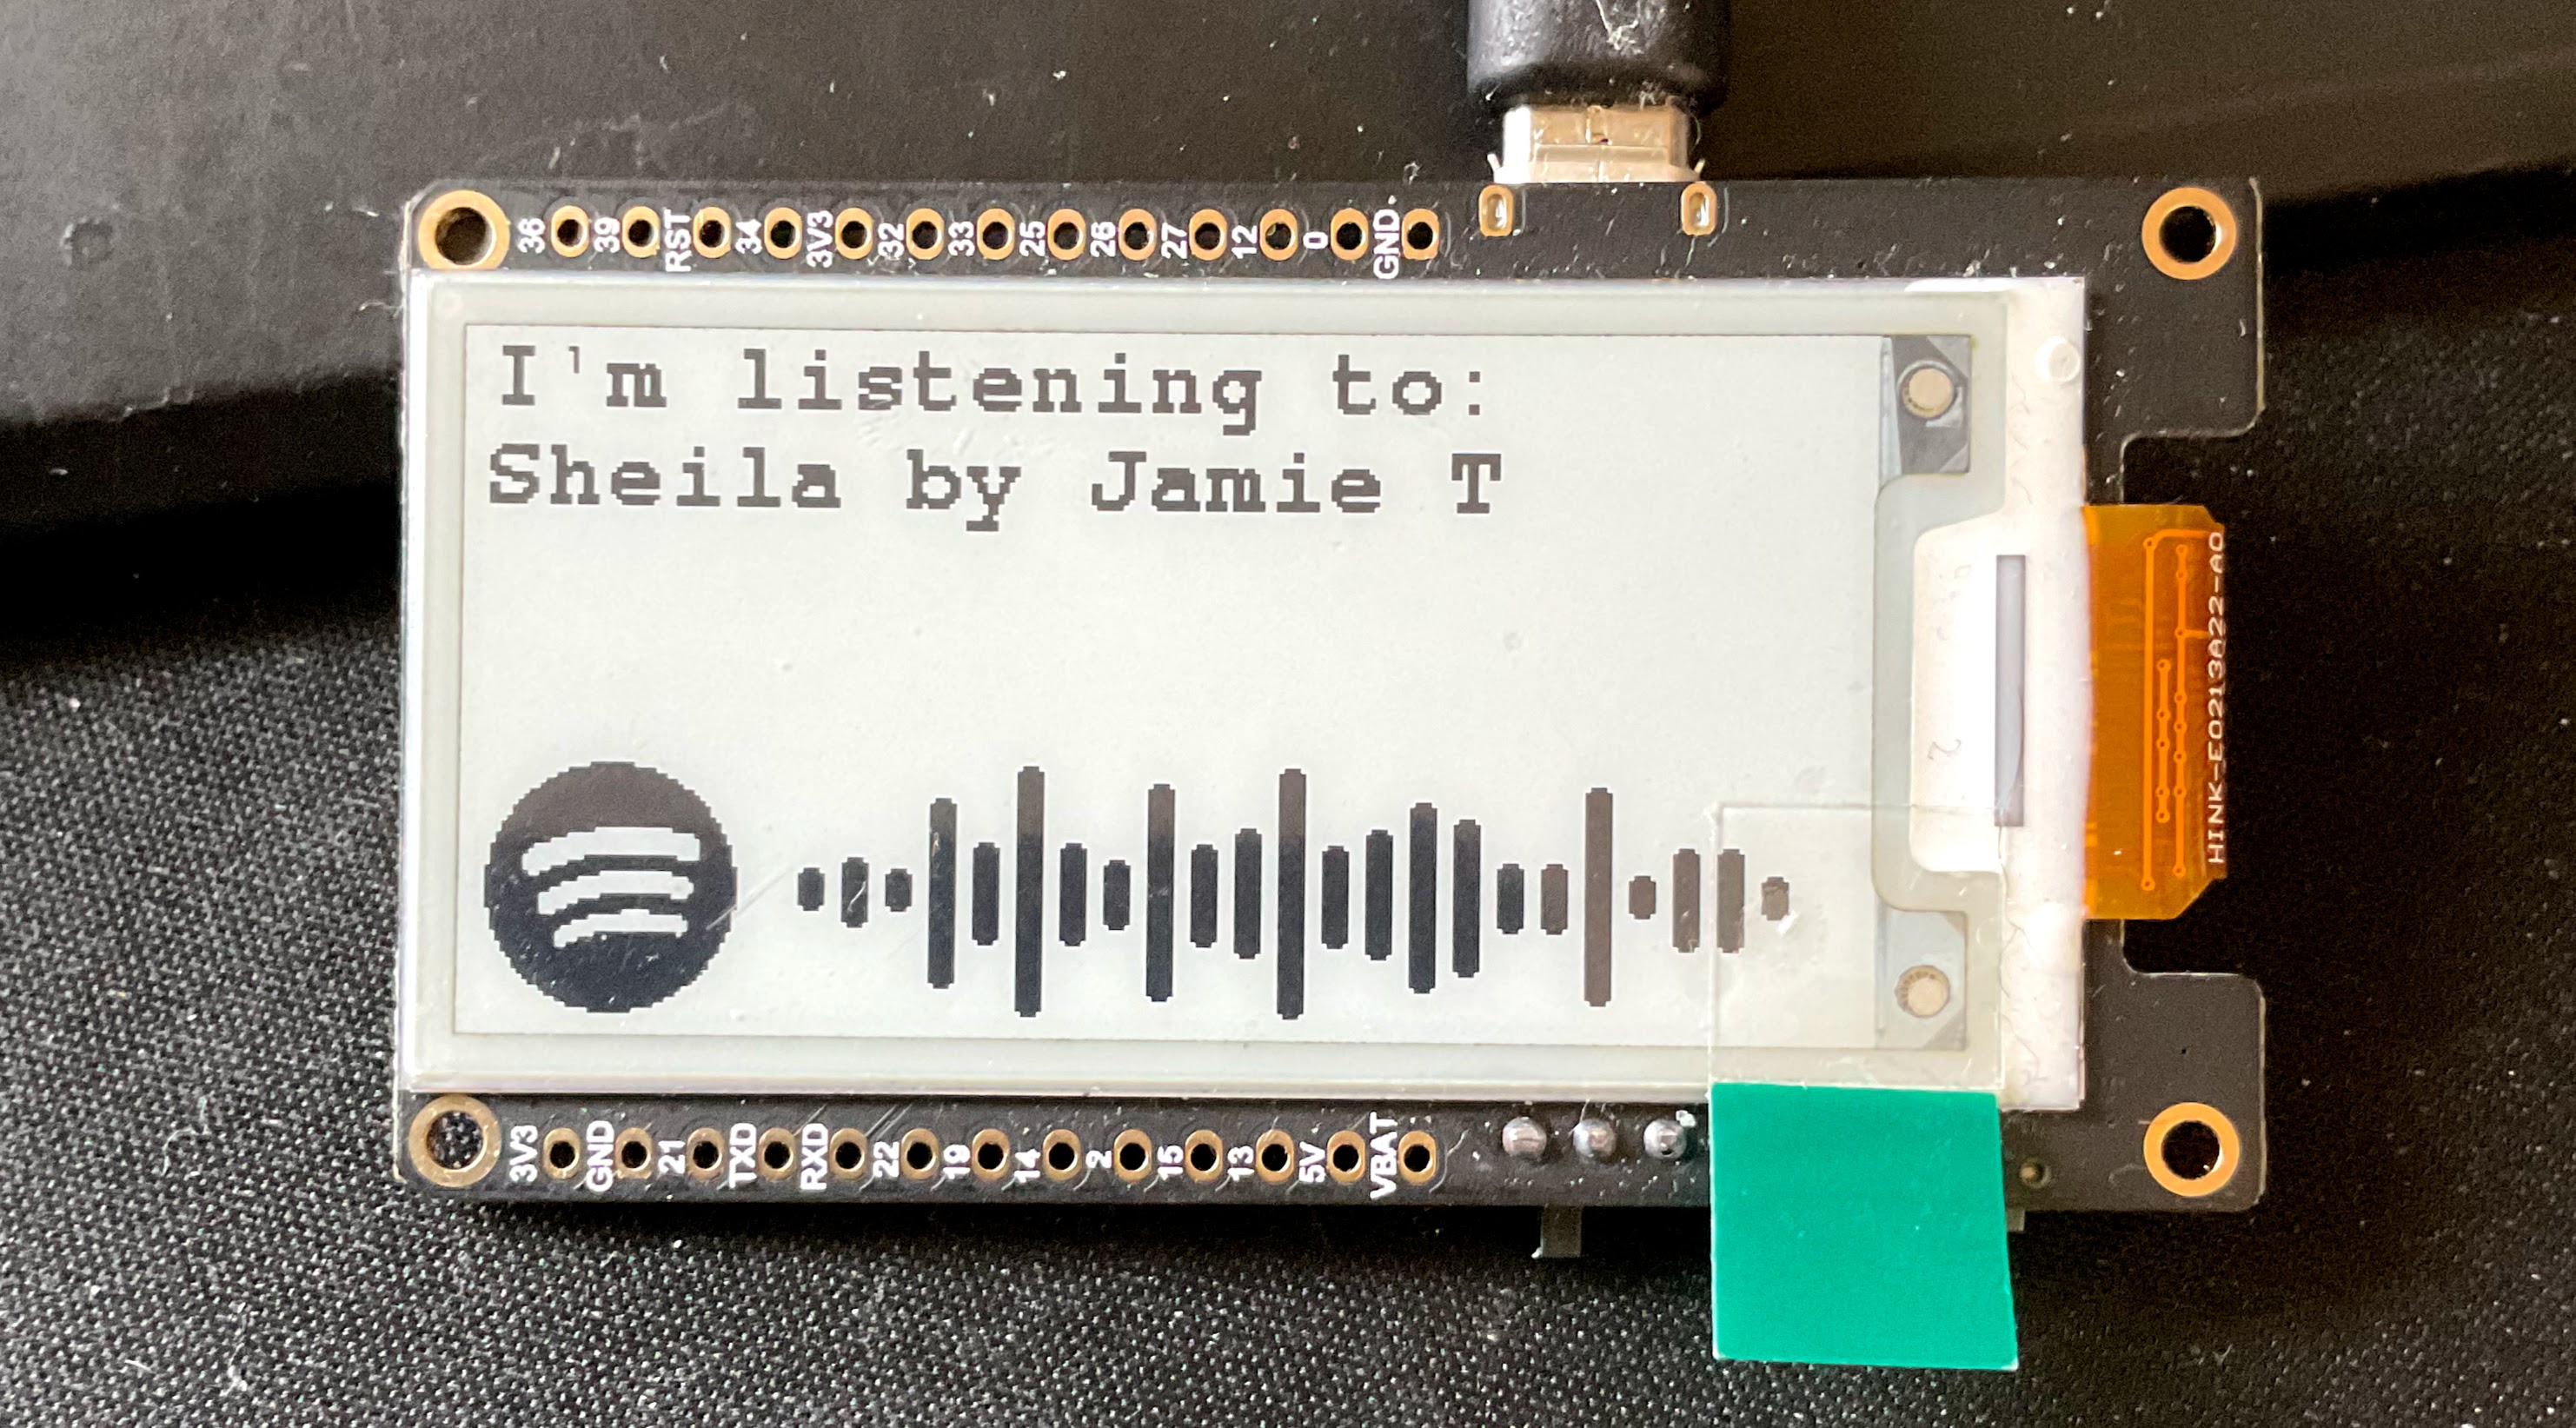 36 39 RST 34 3V3 32 33 25 26 27 12 0 GND
I'm listening to:
Sheila by Jamie T
HINK-E0213A22-A0
2
3V3 GND 21 TXD RXD 22 19 14 2 15 13 5V VBAT